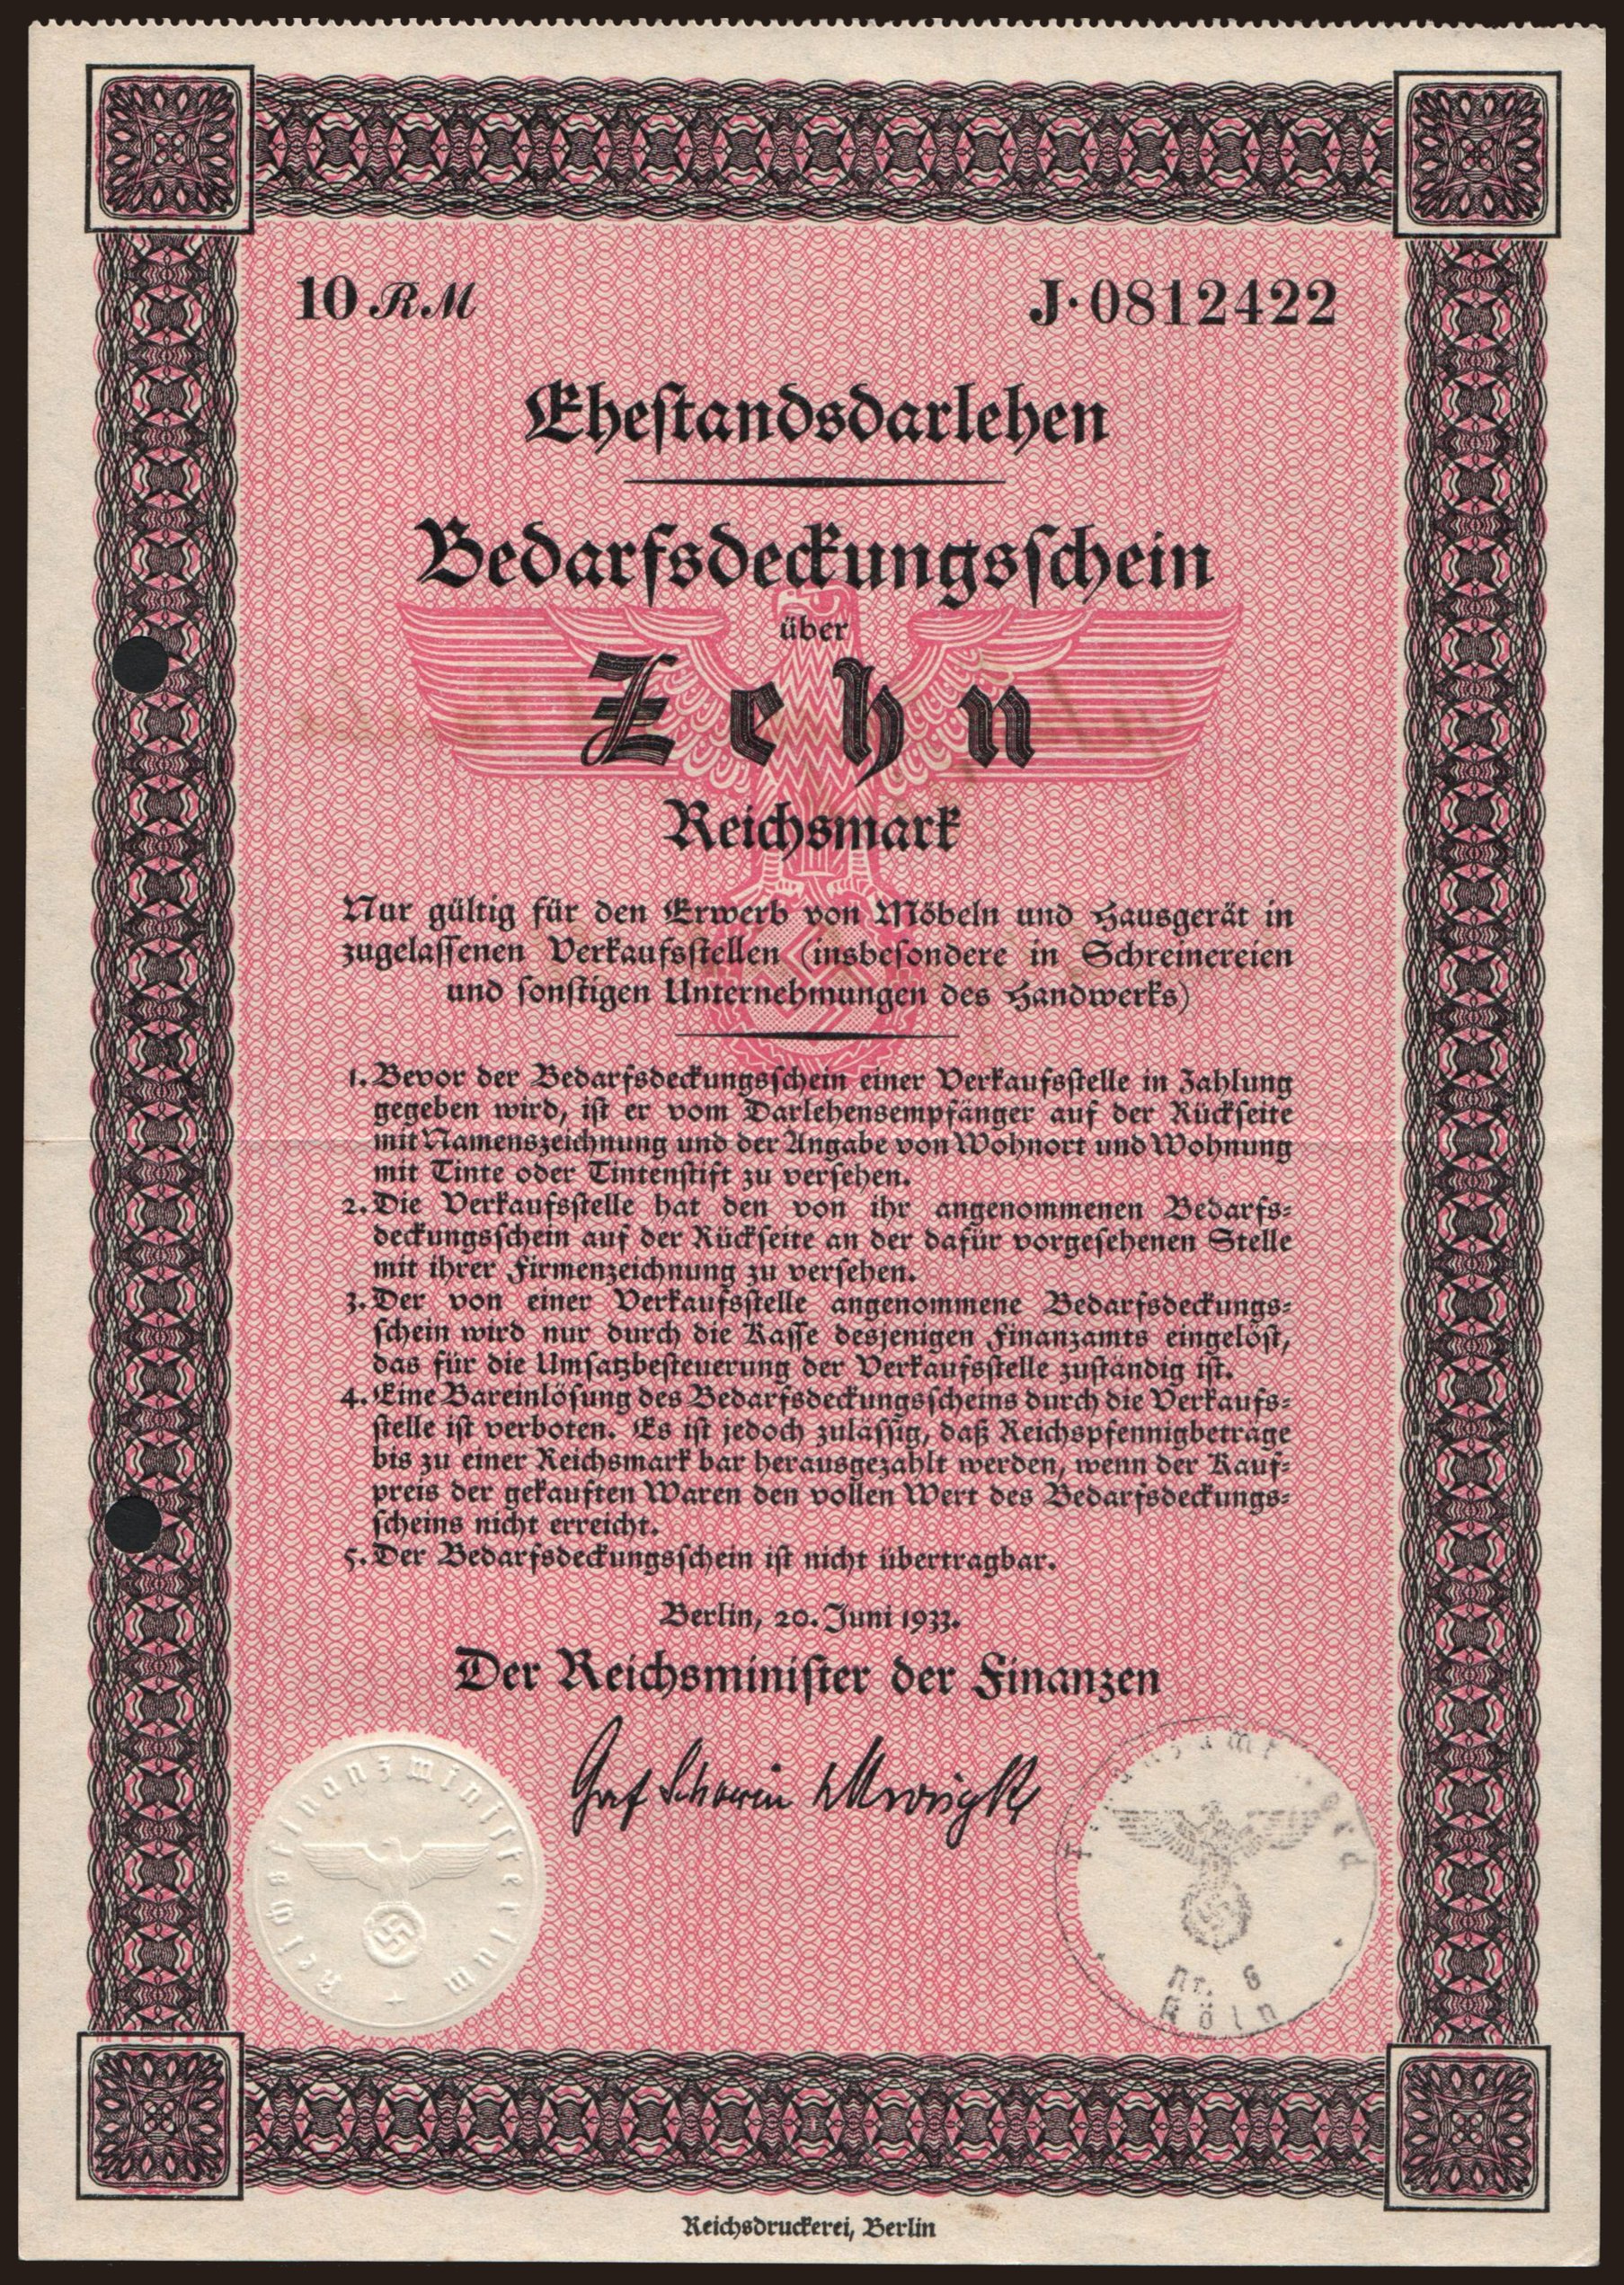 10 RM J·0812422
Eheſtandsdarlehen
Bedarfsdeckungsſchein
über
Zehn
Reichsmark
Nur gültig für den Erwerb von Möbeln und Hausgerät in
zugelaſſenen Verkaufsſtellen (insbeſondere in Schreinereien
und ſonſtigen Unternehmungen des Handwerks)
1. Bevor der Bedarfsdeckungsſchein einer Verkaufsſtelle in Zahlung
gegeben wird, iſt er vom Darlehensempfänger auf der Rückſeite
mit Namenszeichnung und der Angabe von Wohnort und Wohnung
mit Tinte oder Tintenſtift zu verſehen.
2. Die Verkaufsſtelle hat den von ihr angenommenen Bedarfs⸗
deckungsſchein auf der Rückſeite an der dafür vorgeſehenen Stelle
mit ihrer Firmenzeichnung zu verſehen.
3. Der von einer Verkaufsſtelle angenommene Bedarfsdeckungs⸗
ſchein wird nur durch die Kaſſe desjenigen Finanzamts eingelöſt,
das für die Umſatzbeſteuerung der Verkaufsſtelle zuſtändig iſt.
4. Eine Bareinlöſung des Bedarfsdeckungsſcheins durch die Verkaufs⸗
ſtelle iſt verboten. Es iſt jedoch zuläſſig, daß Reichspfennigbeträge
bis zu einer Reichsmark bar herausgezahlt werden, wenn der Kauf⸗
preis der gekauften Waren den vollen Wert des Bedarfsdeckungs⸗
ſcheins nicht erreicht.
5. Der Bedarfsdeckungsſchein iſt nicht übertragbar.
Berlin, 20. Juni 1933.
Der Reichsminiſter der Finanzen
Graf Schwerin von Krosigk
Reichsfinanzminiſterium
Nr. 6
Köln
Reichsdruckerei, Berlin